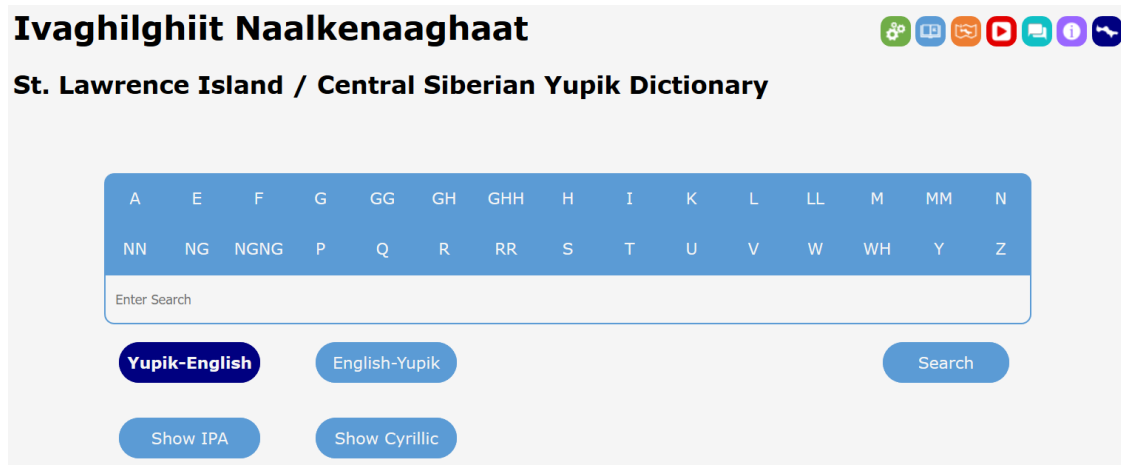 Ivaghilghiit Naalkenaaghaat
St. Lawrence Island / Central Siberian Yupik Dictionary
A E F G GG GH GHH H I K L LL M MM N
NN NG NGNG P Q R RR S T U V W WH Y Z
Enter Search
Yupik-English English-Yupik Search
Show IPA Show Cyrillic